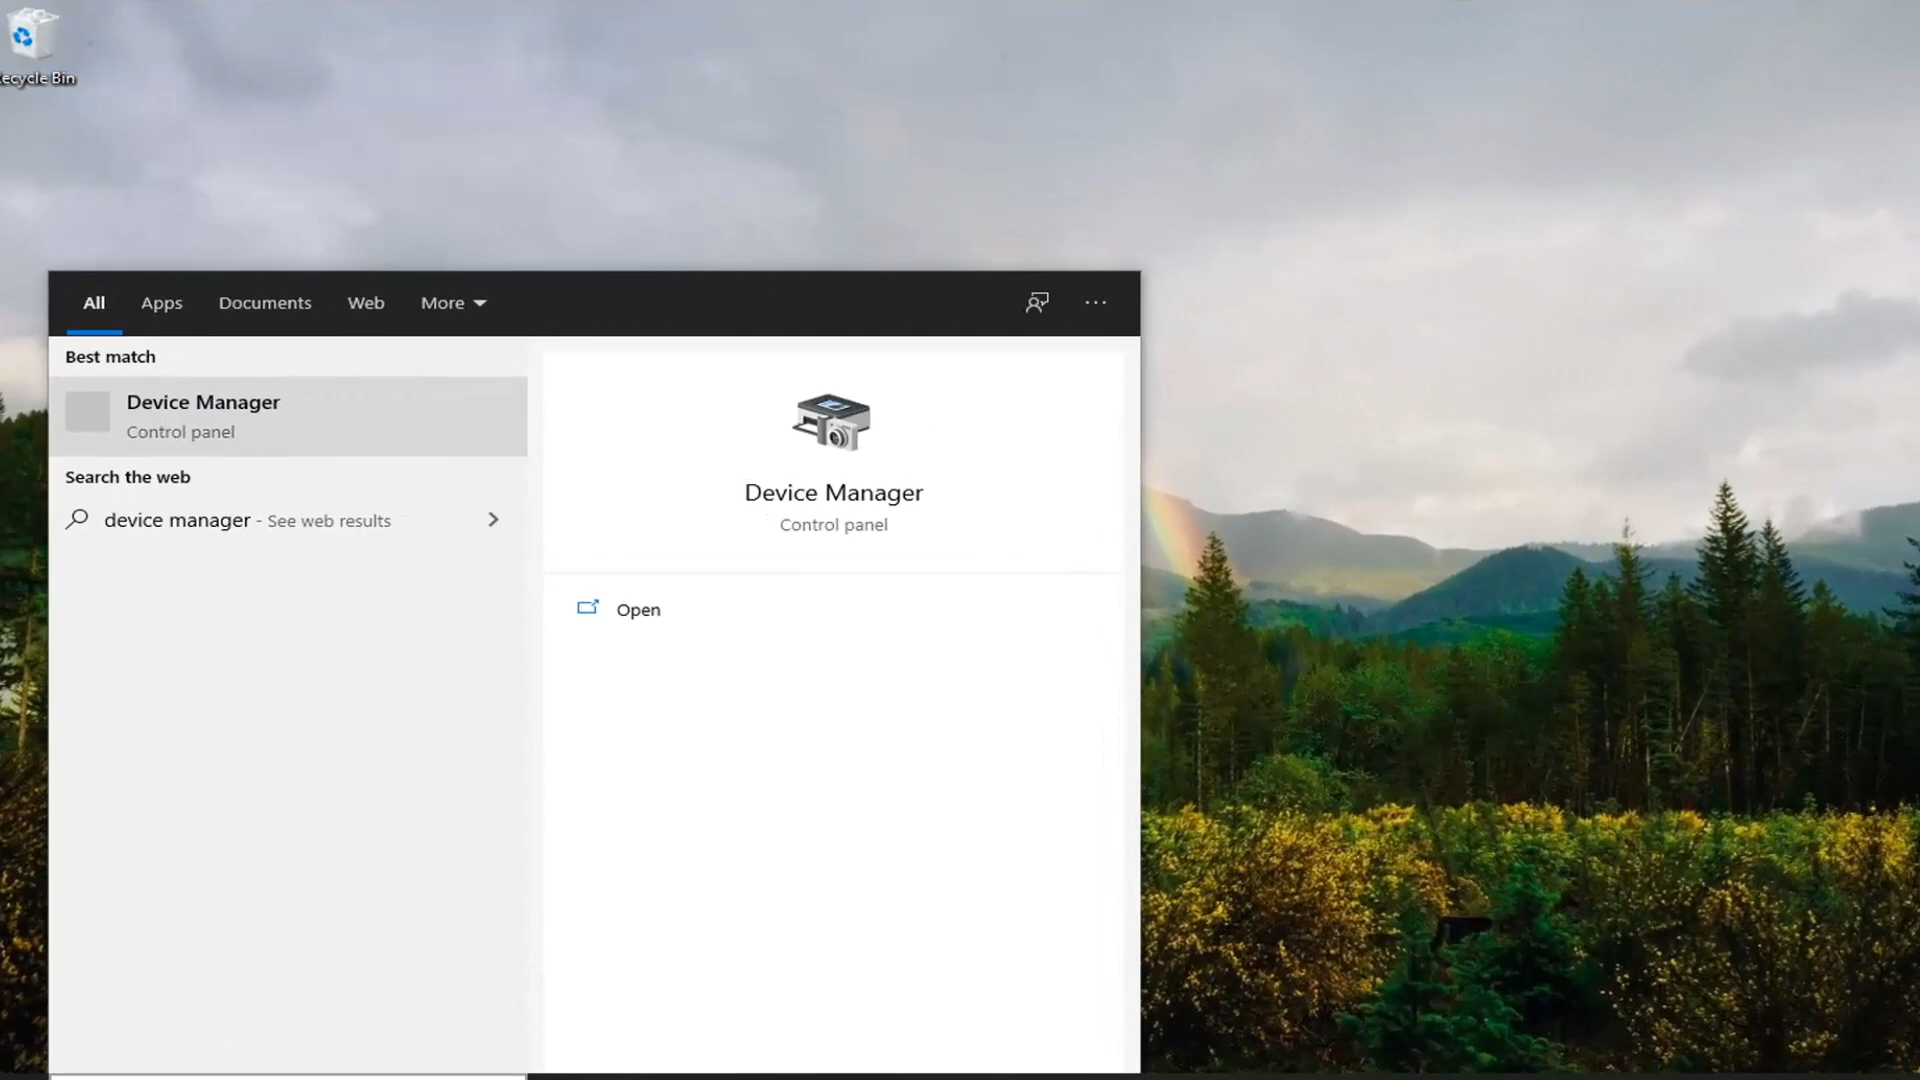 ecycle Bin
All Apps Documents Web More
Best match
Device Manager
Control panel
Search the web
device manager - See web results
Device Manager
Control panel
Open